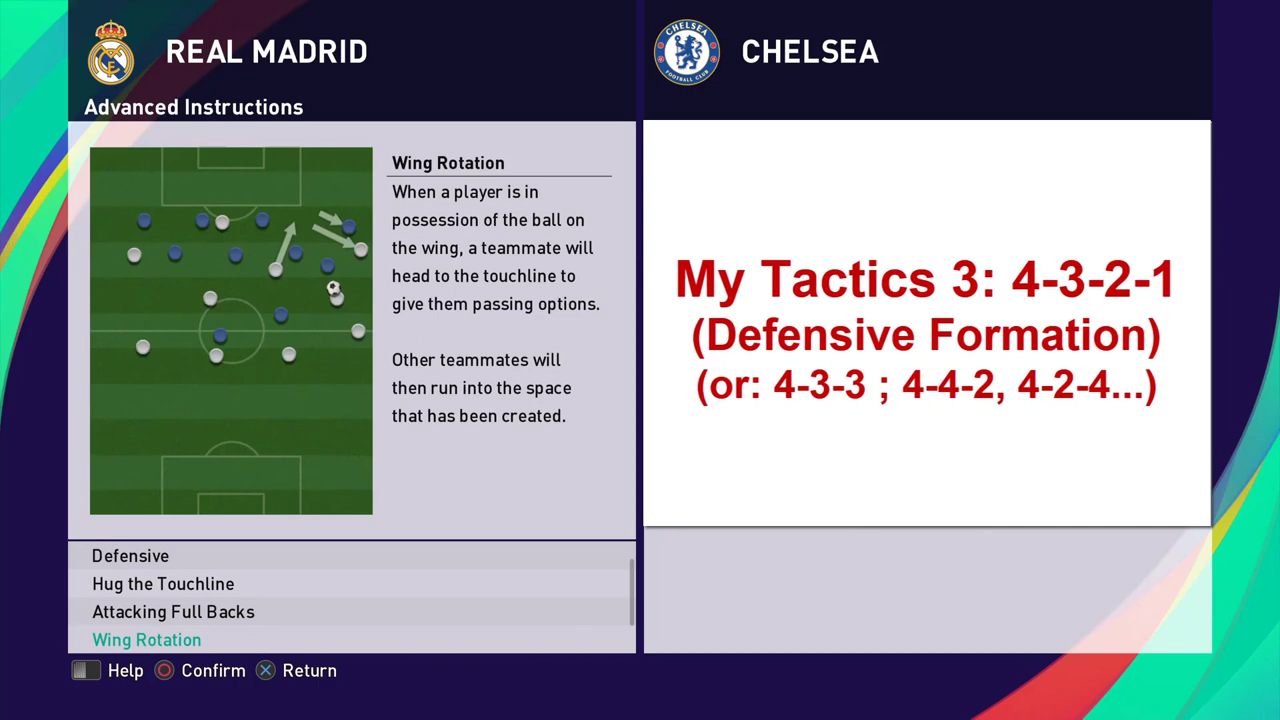 REAL MADRID
Advanced Instructions
Wing Rotation
When a player is in
possession of the ball on
the wing, a teammate will
head to the touchline to
give them passing options.
Other teammates will
then run into the space
that has been created.
Defensive
Hug the Touchline
Attacking Full Backs
Wing Rotation
Help Confirm Return
CHELSEA FOOTBALL CLUB
CHELSEA
My Tactics 3: 4-3-2-1
(Defensive Formation)
(or: 4-3-3 ; 4-4-2, 4-2-4...)